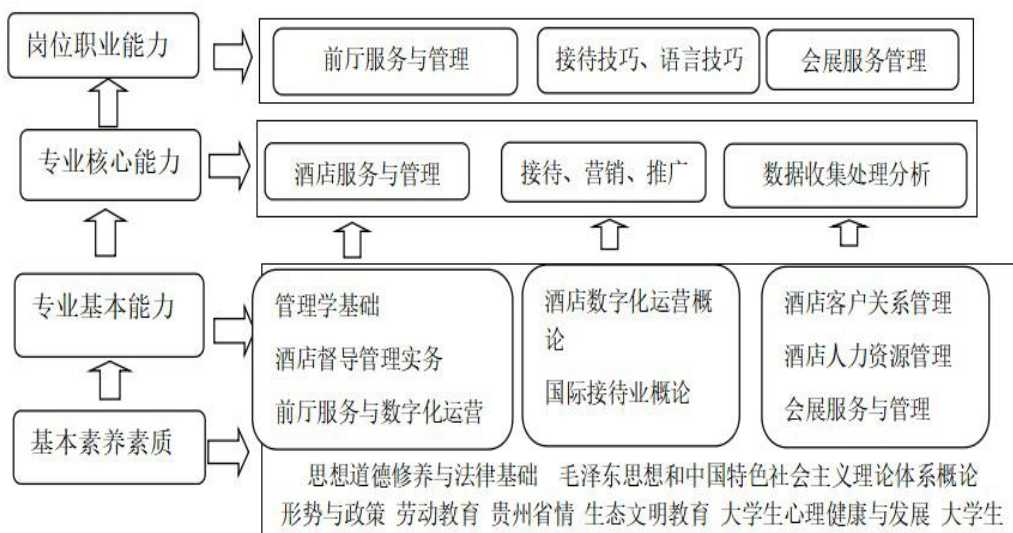 岗位职业能力
前厅服务与管理
接待技巧、语言技巧
会展服务管理
专业核心能力
酒店服务与管理
接待、营销、推广
数据收集处理分析
专业基本能力
管理学基础
酒店督导管理实务
前厅服务与数字化运营
酒店数字化运营概
论
国际接待业概论
酒店客户关系管理
酒店人力资源管理
会展服务与管理
基本素养素质
思想道德修养与法律基础 毛泽东思想和中国特色社会主义理论体系概论
形势与政策 劳动教育 贵州省情 生态文明教育 大学生心理健康与发展 大学生